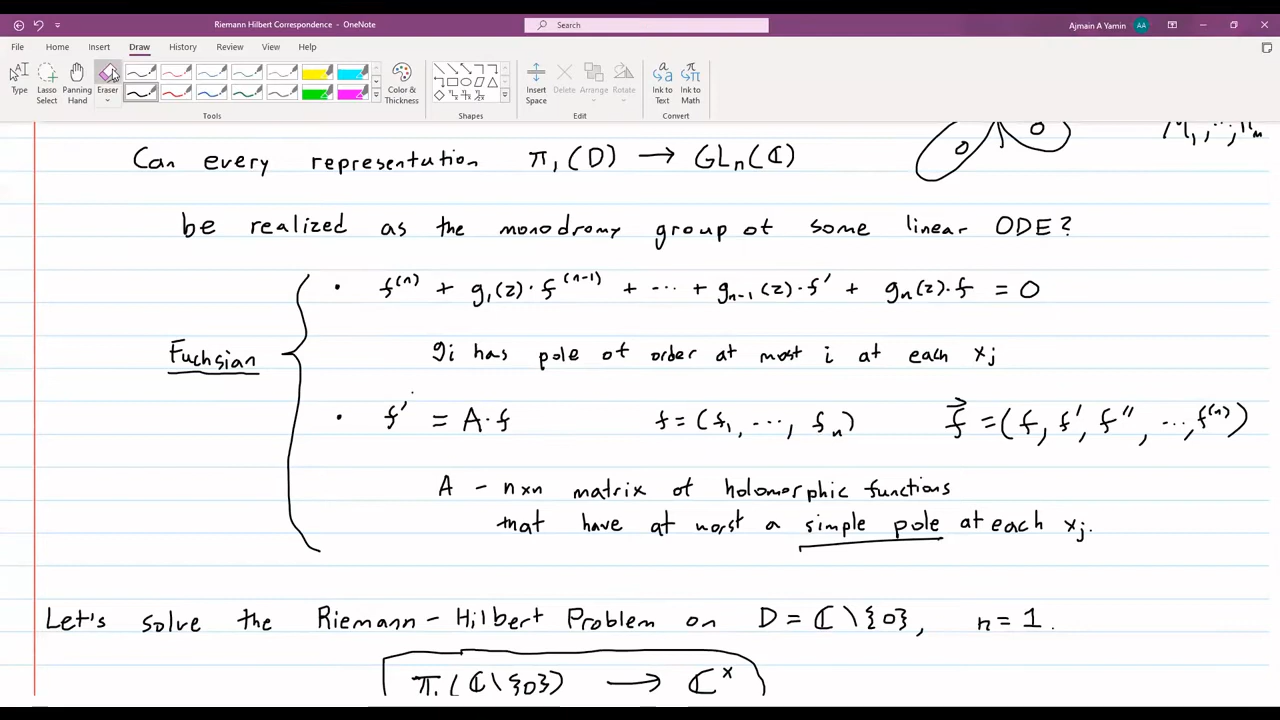 Riemann Hilbert Correspondence - OneNote
Search
Ajmain A Yamin
AA
File Home Insert Draw History Review View Help
Type Lasso Select Panning Hand Eraser
Color & Thickness
Insert Space Delete Arrange Rotate
Ink to Text Ink to Math
Tools Shapes Edit Convert
M₁, ..., Mₘ
Can every representation π₁(D) → GLₙ(ℂ)
be realized as the monodromy group of some linear ODE?
• f⁽ⁿ⁾ + g₁(z)·f⁽ⁿ⁻¹⁾ + ··· + gₙ₋₁(z)·f' + gₙ(z)·f = 0
Fuchsian
gi has pole of order at most i at each xj
• f' = A·f f = (f₁, ..., fₙ) f⃗ = (f, f', f'', ..., f⁽ⁿ⁾)
A - n×n matrix of holomorphic functions
that have at worst a simple pole at each xj.
Let's solve the Riemann-Hilbert Problem on D = ℂ \ {0}, n = 1.
π₁(ℂ\{0}) → ℂˣ